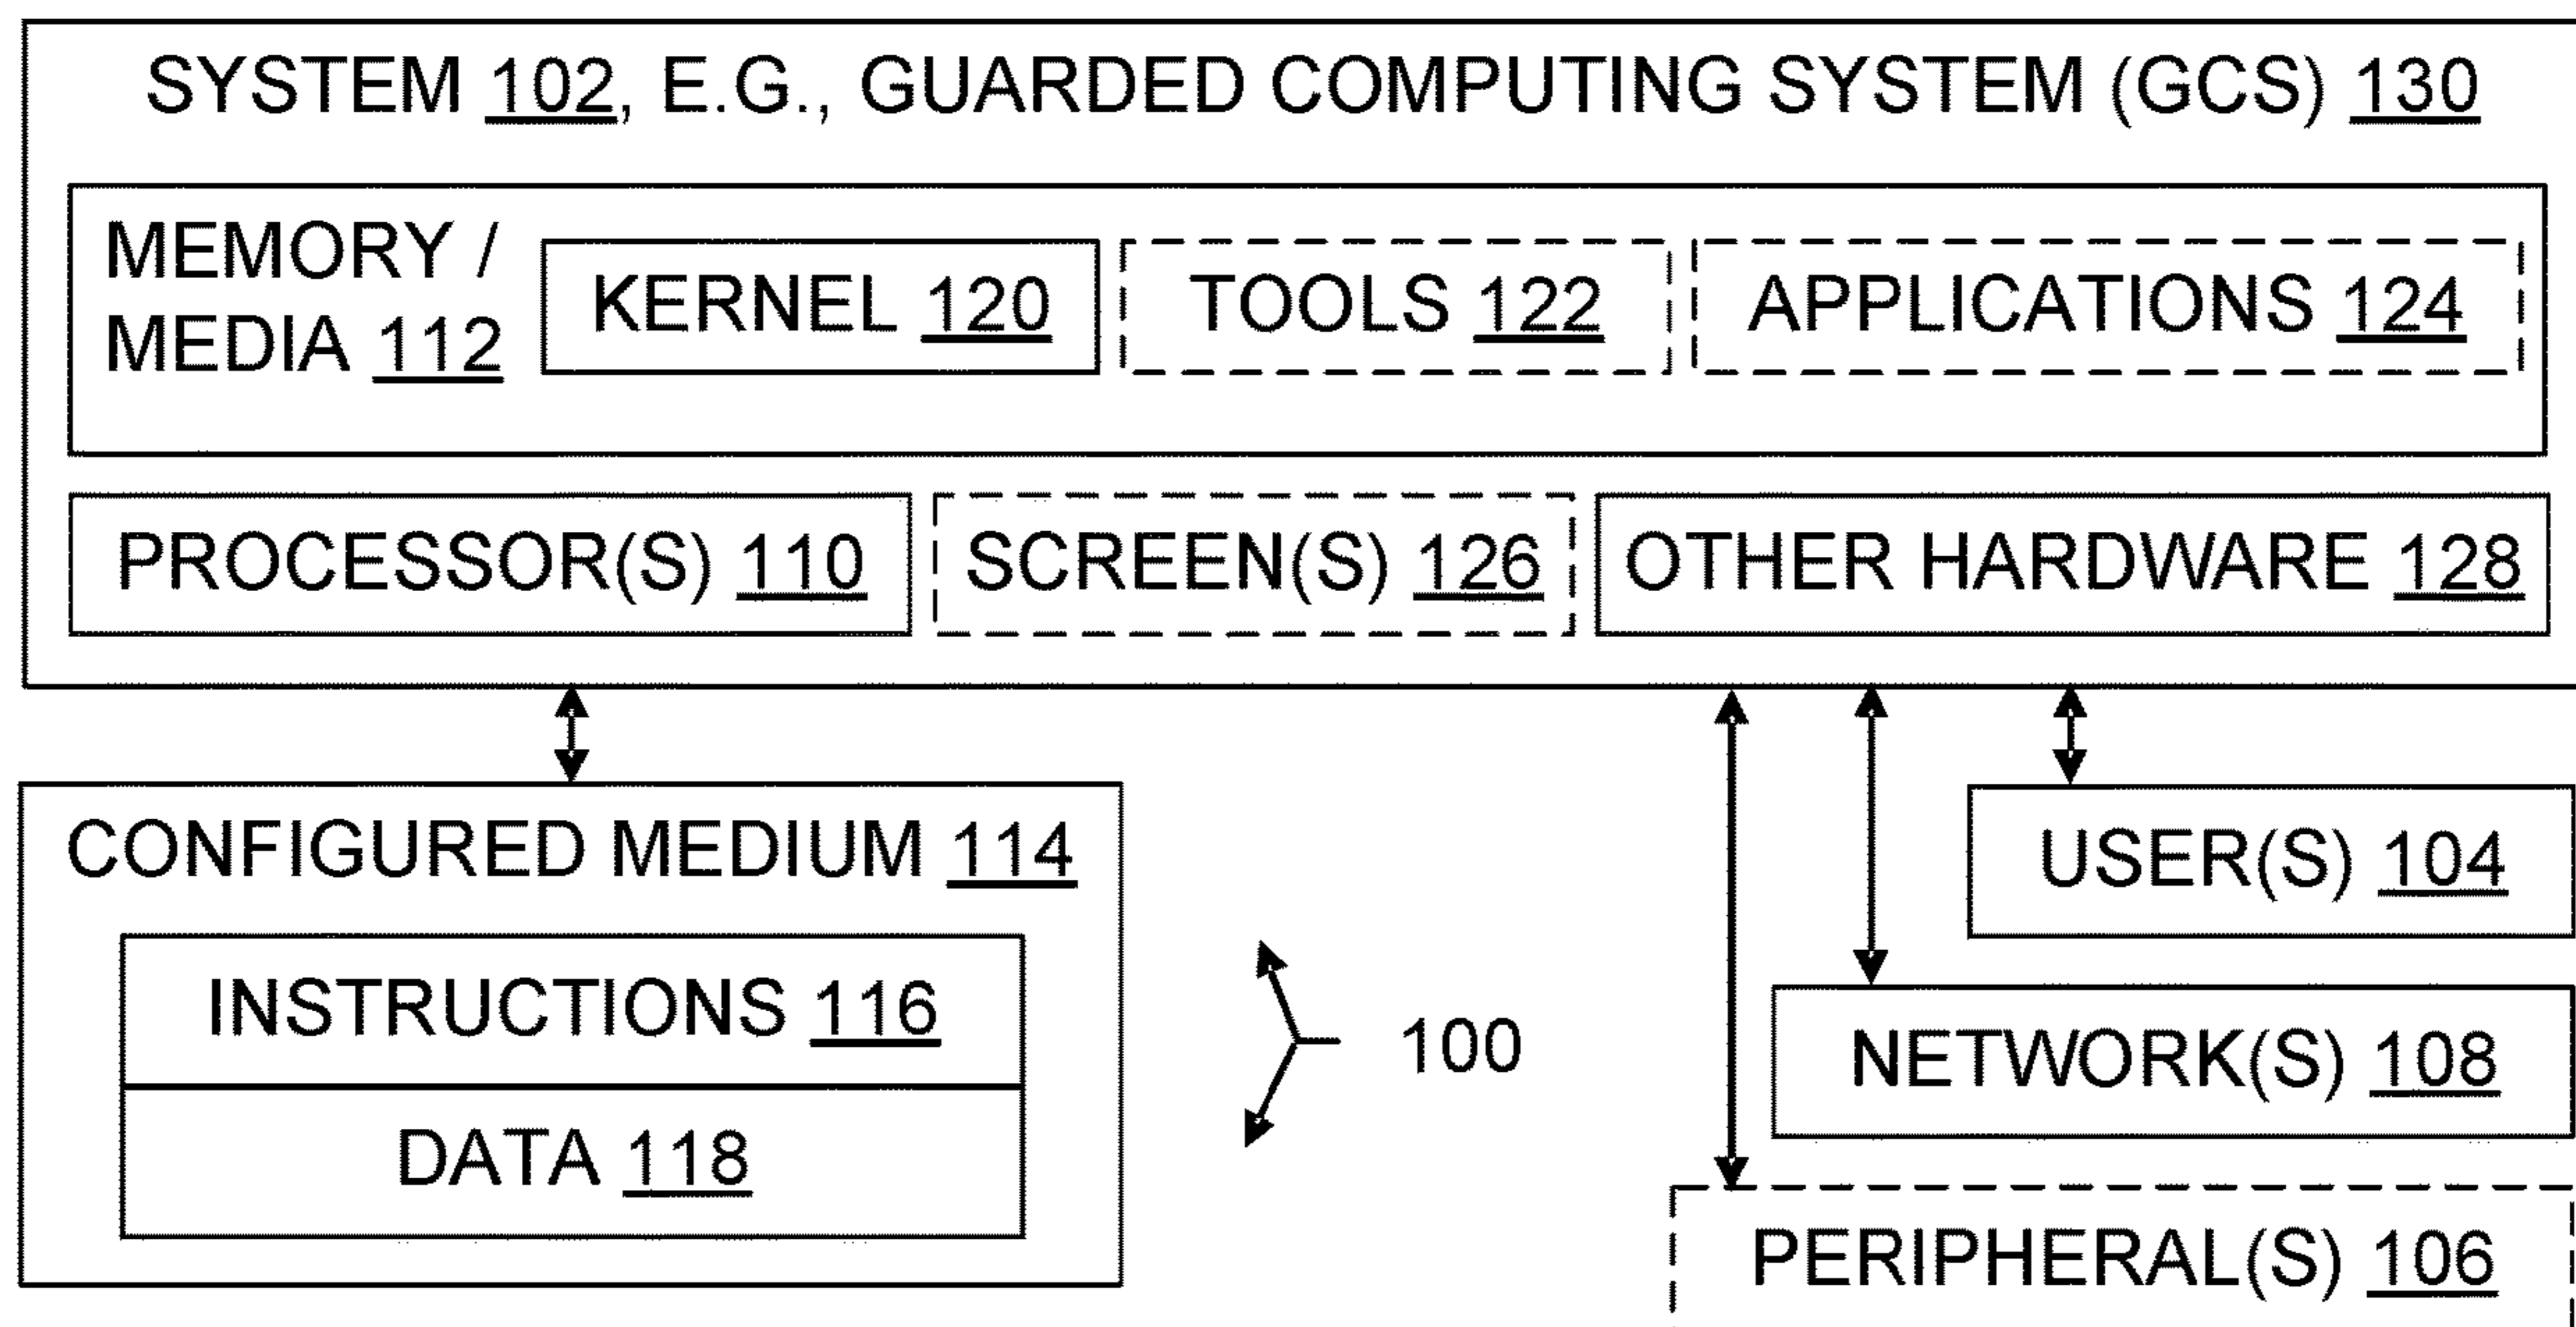 SYSTEM 102, E.G., GUARDED COMPUTING SYSTEM (GCS) 130
MEMORY /
MEDIA 112
KERNEL 120
TOOLS 122
APPLICATIONS 124
PROCESSOR(S) 110
SCREEN(S) 126
OTHER HARDWARE 128
CONFIGURED MEDIUM 114
INSTRUCTIONS 116
DATA 118
100
USER(S) 104
NETWORK(S) 108
PERIPHERAL(S) 106